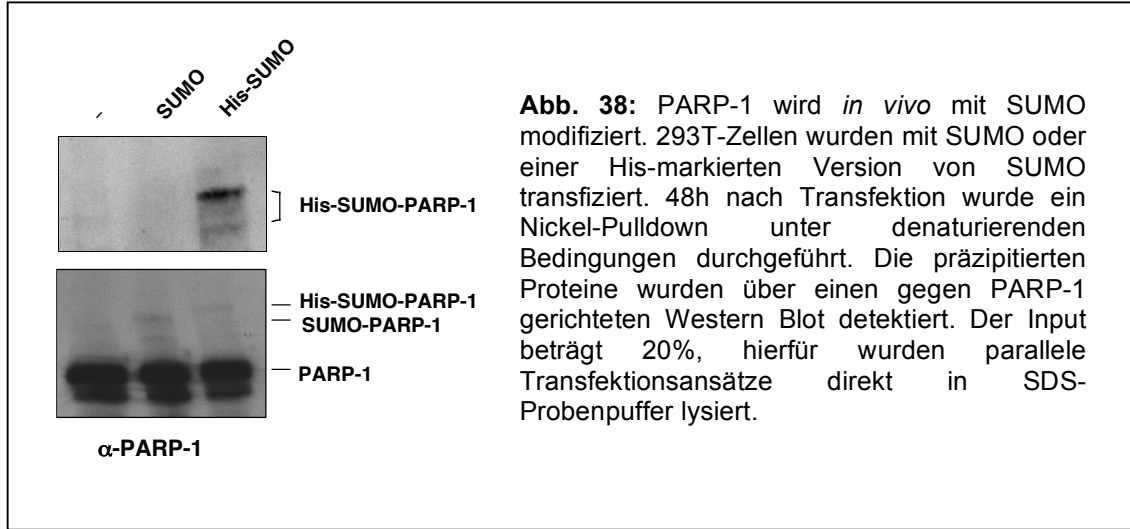 -
SUMO
His-SUMO
His-SUMO-PARP-1
His-SUMO-PARP-1
SUMO-PARP-1
PARP-1
α-PARP-1
Abb. 38: PARP-1 wird in vivo mit SUMO
modifiziert. 293T-Zellen wurden mit SUMO oder
einer His-markierten Version von SUMO
transfiziert. 48h nach Transfektion wurde ein
Nickel-Pulldown unter denaturierenden
Bedingungen durchgeführt. Die präzipitierten
Proteine wurden über einen gegen PARP-1
gerichteten Western Blot detektiert. Der Input
beträgt 20%, hierfür wurden parallele
Transfektionsansätze direkt in SDS-
Probenpuffer lysiert.